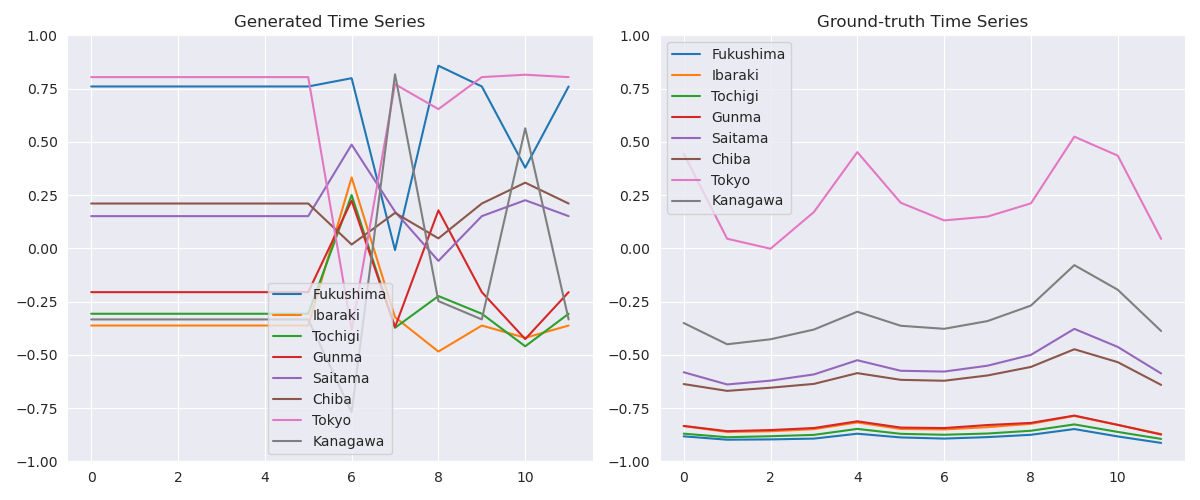 Generated Time Series
1.00
0.75
0.50
0.25
0.00
−0.25
−0.50
−0.75
−1.00
0 2 4 6 8 10
Fukushima
Ibaraki
Tochigi
Gunma
Saitama
Chiba
Tokyo
Kanagawa
Ground-truth Time Series
1.00
0.75
0.50
0.25
0.00
−0.25
−0.50
−0.75
−1.00
0 2 4 6 8 10
Fukushima
Ibaraki
Tochigi
Gunma
Saitama
Chiba
Tokyo
Kanagawa